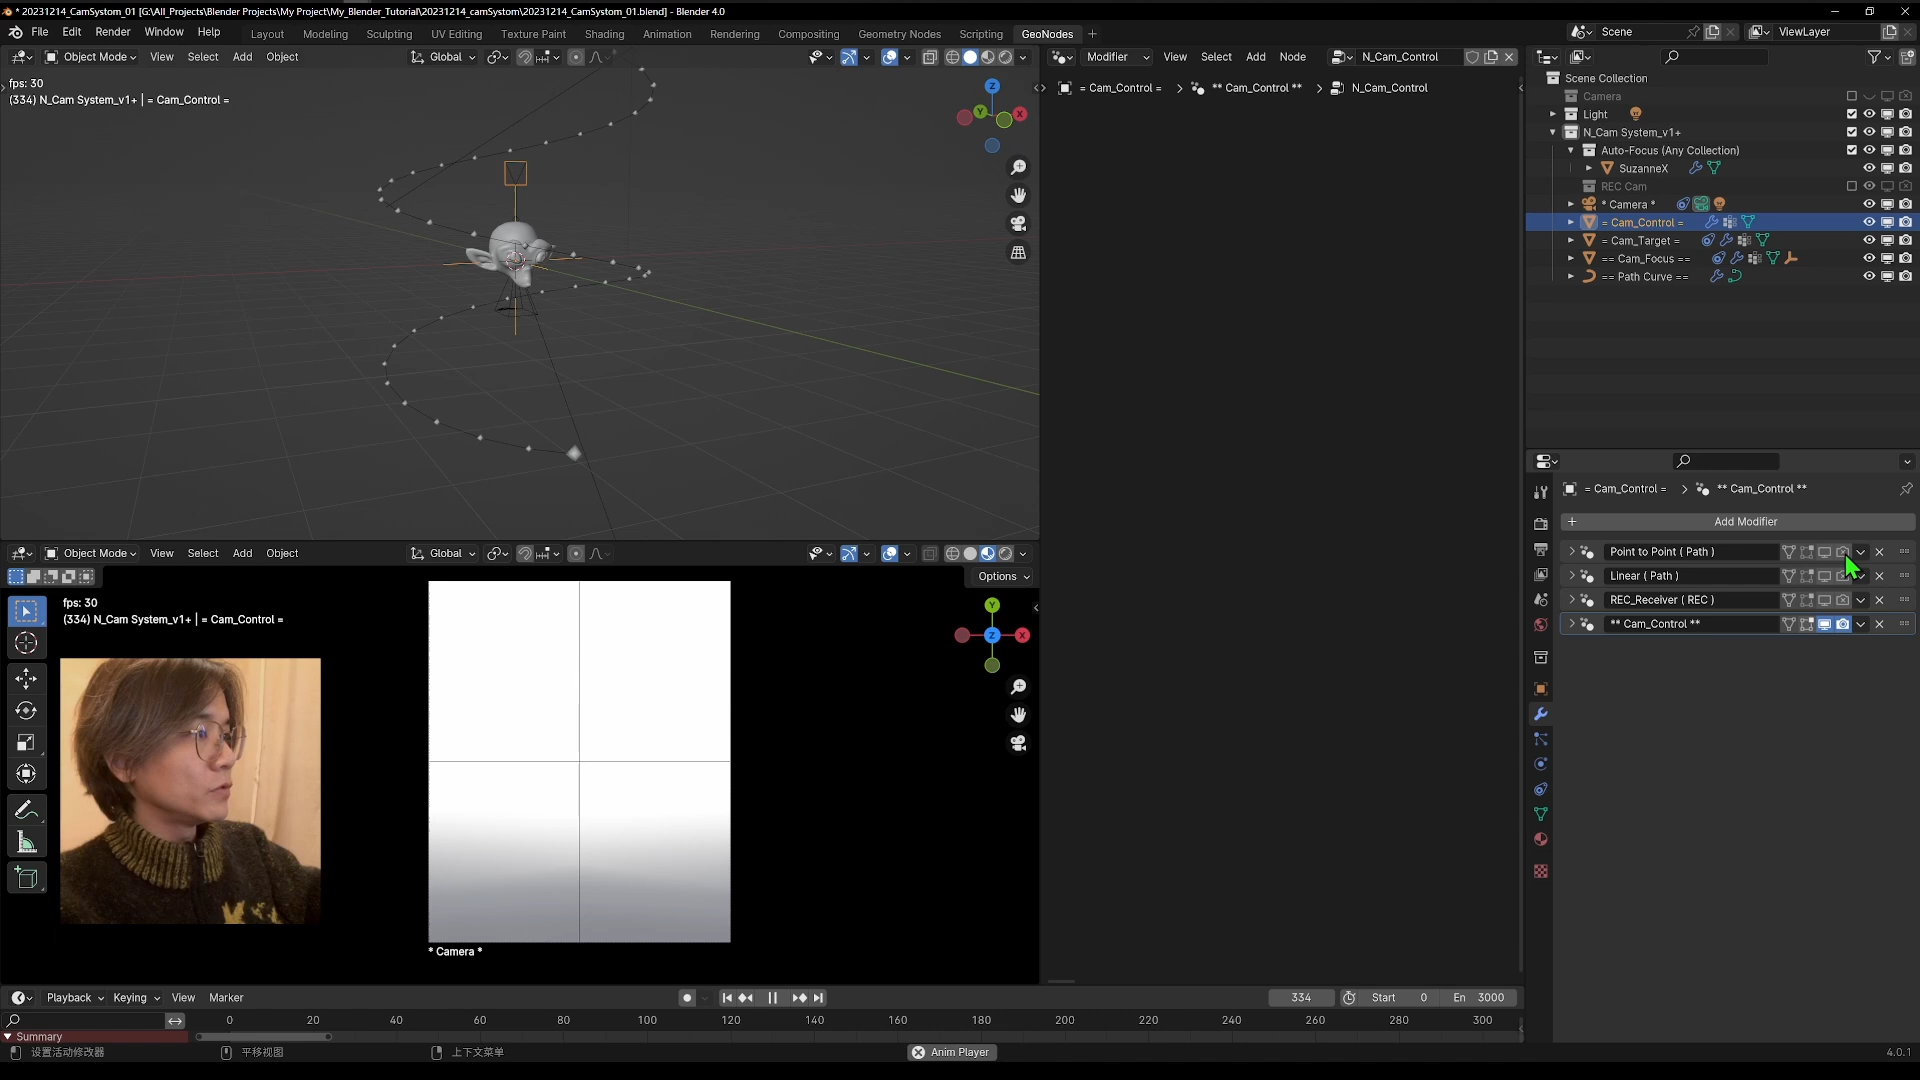 * 20231214_CamSystom_01 [G:\All_Projects\Blender Projects\My Project\My_Blender_Tutorial\20231214_camSystom\20231214_CamSystom_01.blend] - Blender 4.0
File Edit Render Window Help Layout Modeling Sculpting UV Editing Texture Paint Shading Animation Rendering Compositing Geometry Nodes Scripting GeoNodes + Scene ViewLayer
Object Mode View Select Add Object Global Modifier View Select Add Node N_Cam_Control
fps: 30
(334) N_Cam System_v1+ | = Cam_Control =
= Cam_Control = > ** Cam_Control ** > N_Cam_Control
Z
Y
X
Scene Collection
Camera
Light
N_Cam System_v1+
Auto-Focus (Any Collection)
SuzanneX
REC Cam
* Camera *
= Cam_Control =
= Cam_Target =
== Cam_Focus ==
== Path Curve ==
= Cam_Control = > ** Cam_Control **
Add Modifier
Point to Point ( Path )
Linear ( Path )
REC_Receiver ( REC )
** Cam_Control **
Object Mode View Select Add Object Global
Options
fps: 30
(334) N_Cam System_v1+ | = Cam_Control =
Y
Z
X
* Camera *
Playback Keying View Marker 334 Start 0 En 3000
0 20 40 60 80 100 120 140 160 180 200 220 240 260 280 300
Summary
设置活动修改器 平移视图 上下文菜单 Anim Player 4.0.1